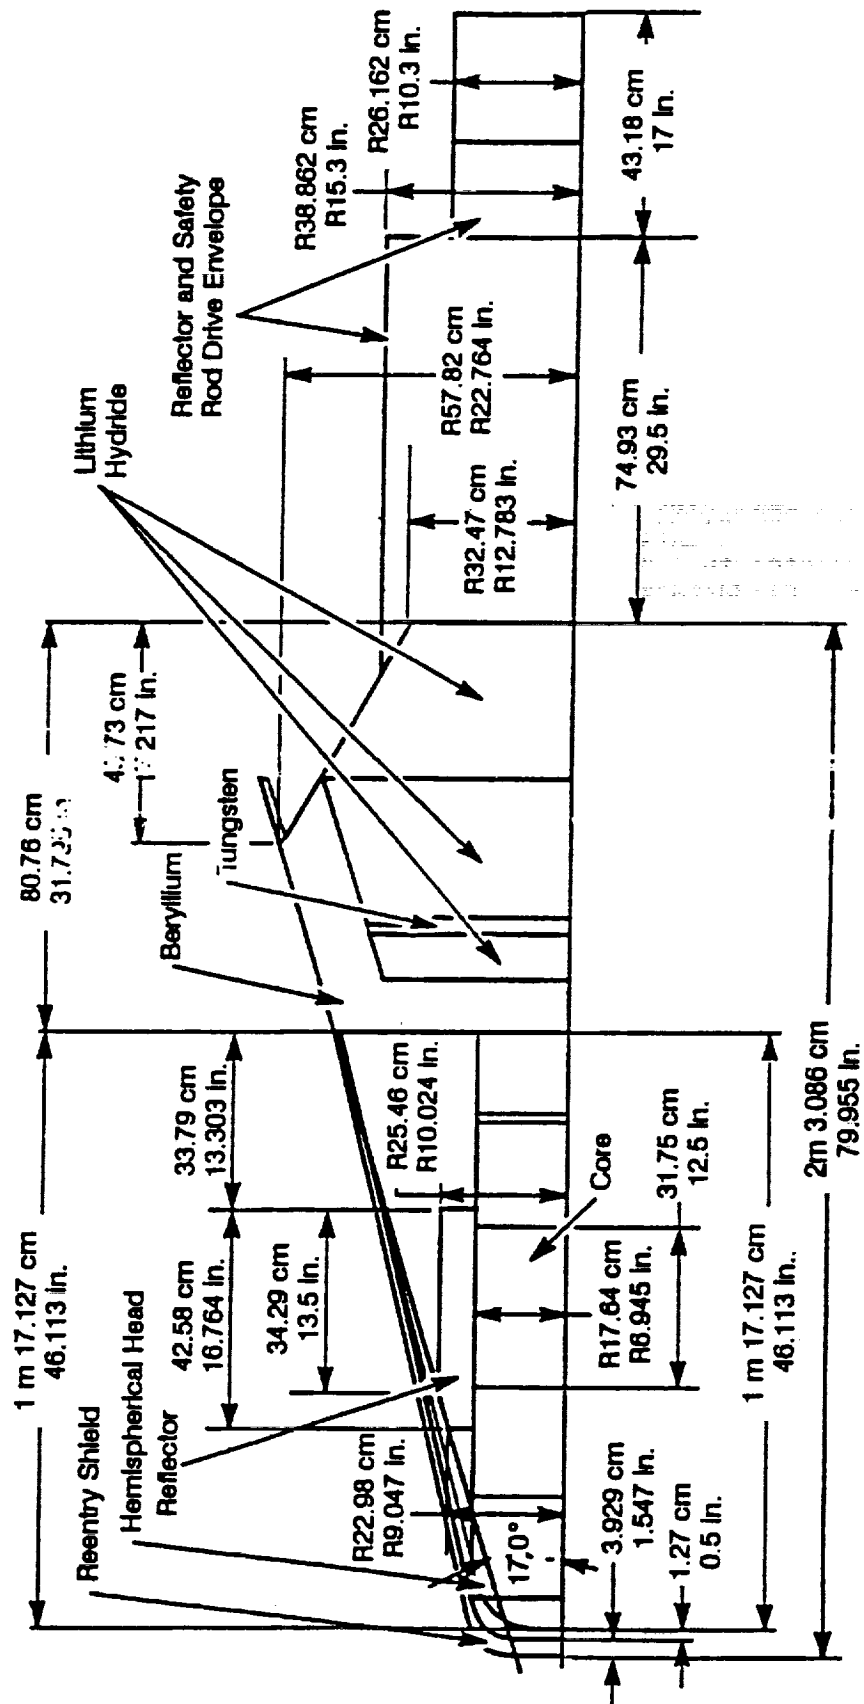 1 m 17.127 cm
46.113 in.
80.76 cm
42.58 cm
16.764 in.
33.79 cm
13.303 in.
34.29 cm
13.5 in.
Reentry Shield
Hemispherical Head
Reflector
Beryllium
Tungsten
Lithium
Hydride
Reflector and Safety
Rod Drive Envelope
R38.862 cm
R15.3 in.
R26.162 cm
R10.3 in.
R22.98 cm
R9.047 in.
R25.46 cm
R10.024 in.
R57.82 cm
R22.764 in.
R32.47 cm
R12.783 in.
17.0°
R17.64 cm
R6.945 in.
Core
3.929 cm
1.547 in.
1.27 cm
0.5 in.
31.75 cm
12.5 in.
74.93 cm
29.5 in.
43.18 cm
17 in.
1 m 17.127 cm
46.113 in..
2m 3.086 cm
79.955 in.